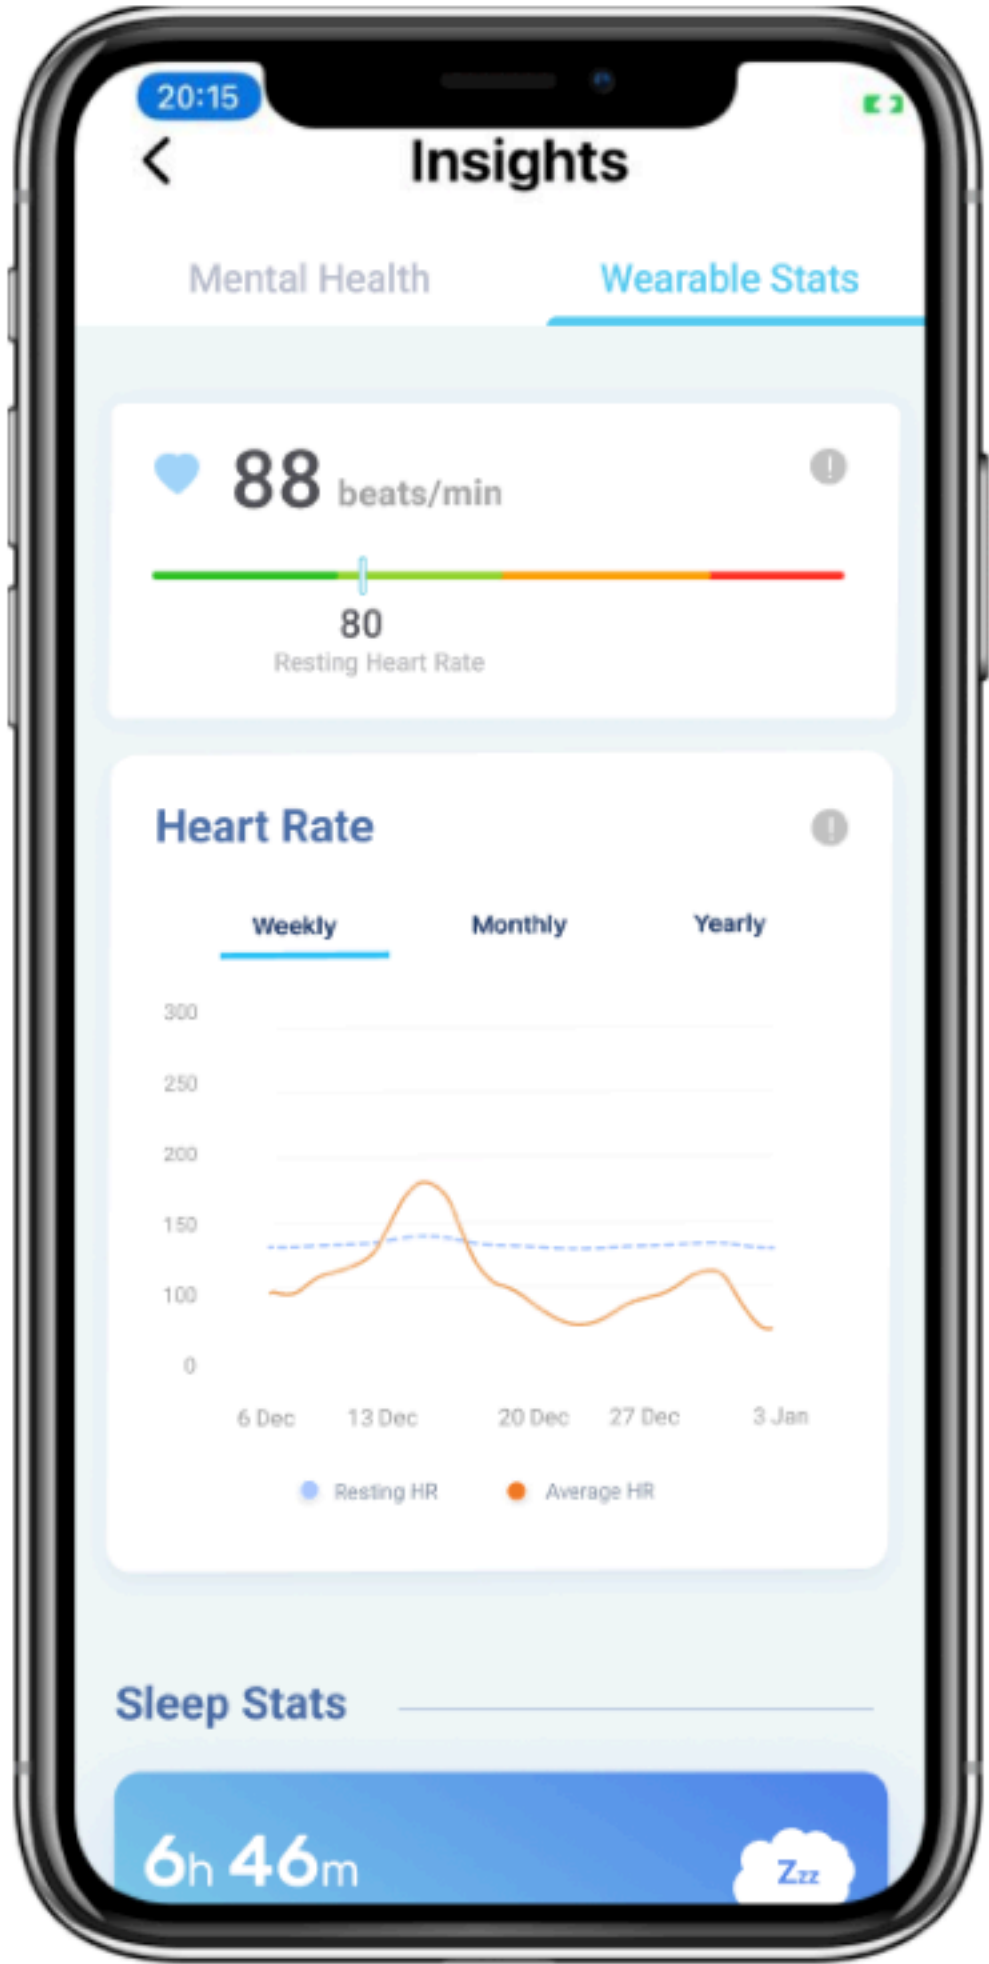 20:15
Insights
Mental Health Wearable Stats
88 beats/min
80
Resting Heart Rate
Heart Rate
Weekly Monthly Yearly
300
250
200
150
100
0
6 Dec 13 Dec 20 Dec 27 Dec 3 Jan
Resting HR Average HR
Sleep Stats
6h 46m
Zzz